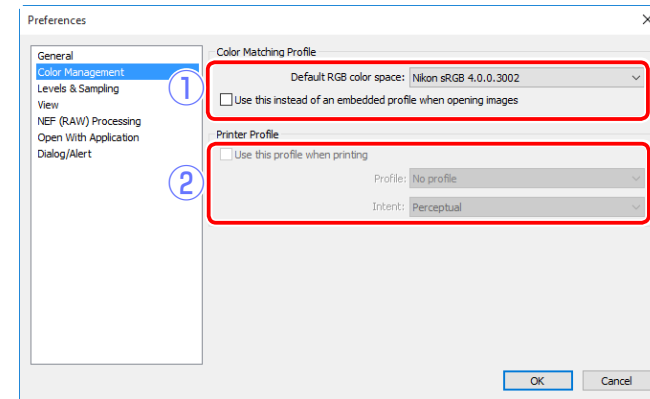 Preferences
General
Color Management
Levels & Sampling
View
NEF (RAW) Processing
Open With Application
Dialog/Alert
①
Color Matching Profile
Default RGB color space: Nikon sRGB 4.0.0.3002
Use this instead of an embedded profile when opening images
②
Printer Profile
Use this profile when printing
Profile: No profile
Intent: Perceptual
OK Cancel